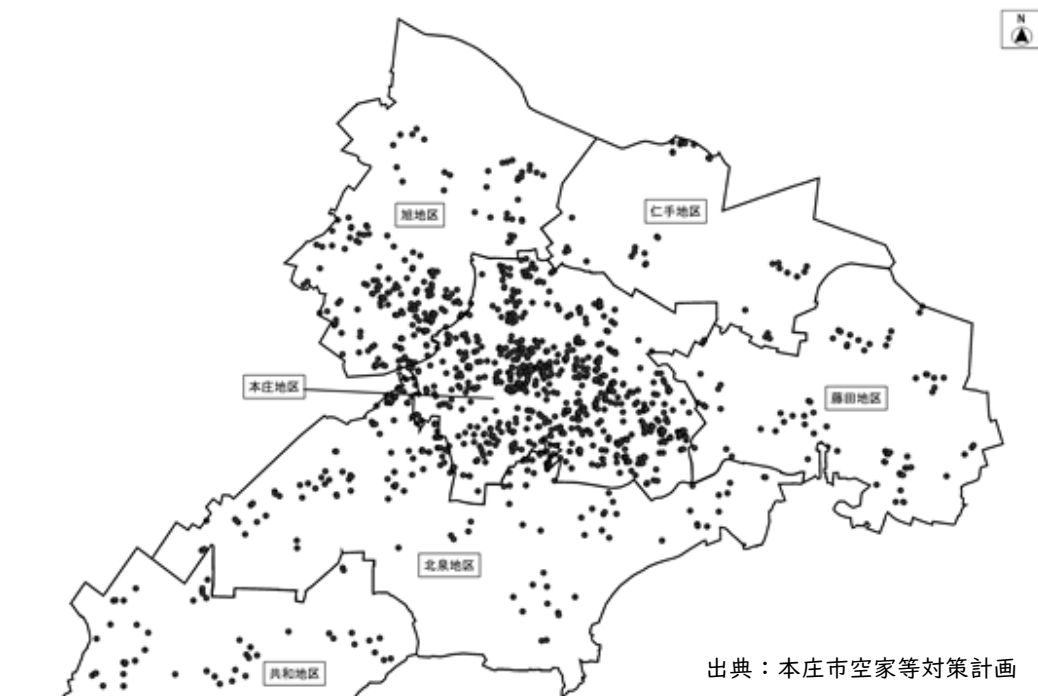 N
旭地区
仁手地区
本庄地区
藤田地区
北泉地区
共和地区
出典：本庄市空家等対策計画